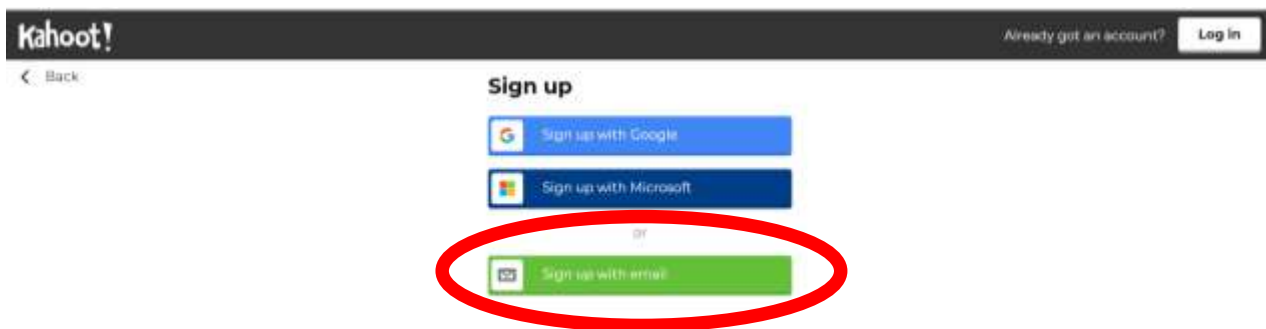 Kahoot!
Already got an account?
Log in
Back
Sign up
Sign up with Google
Sign up with Microsoft
or
Sign up with email